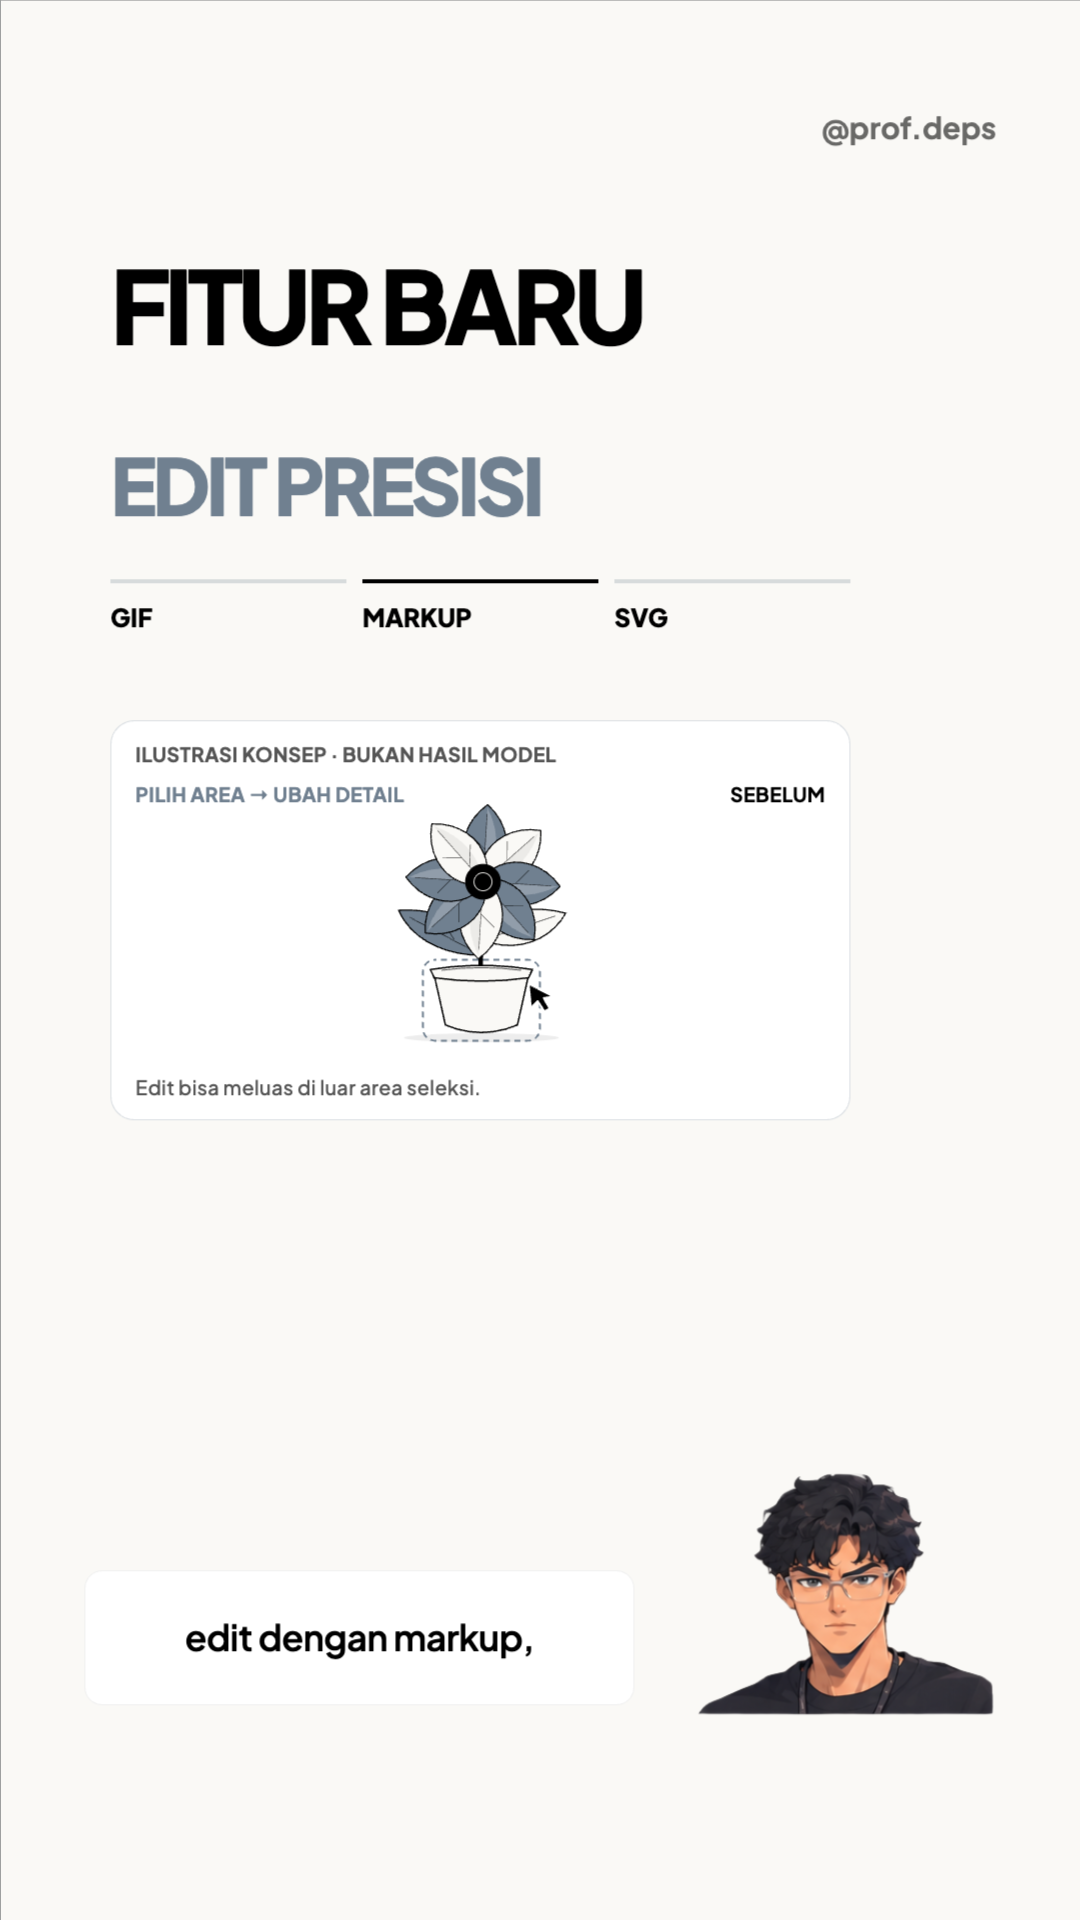 @prof.deps
FITUR BARU
EDIT PRESISI
GIF
MARKUP
SVG
ILUSTRASI KONSEP · BUKAN HASIL MODEL
PILIH AREA → UBAH DETAIL
SEBELUM
Edit bisa meluas di luar area seleksi.
edit dengan markup,